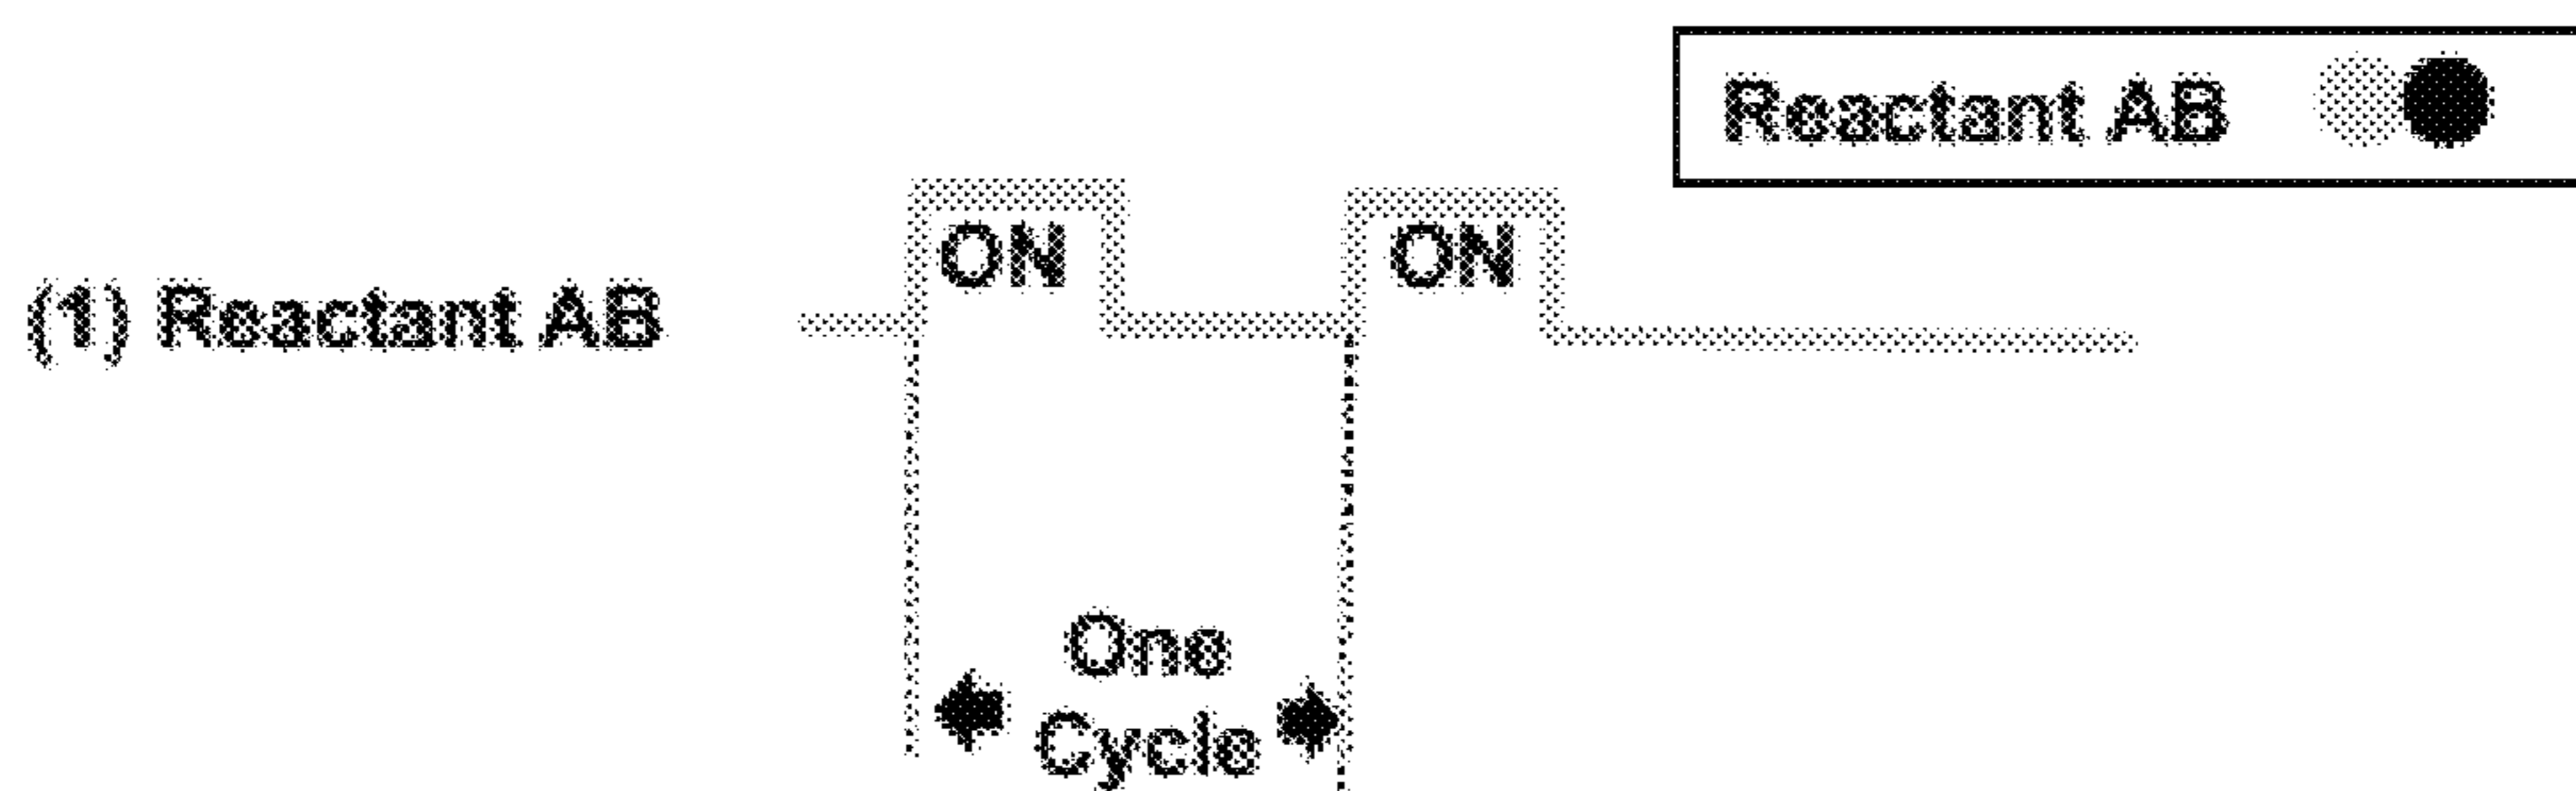 Reactant AB
ON ON
(1) Reactant AB
One
Cycle